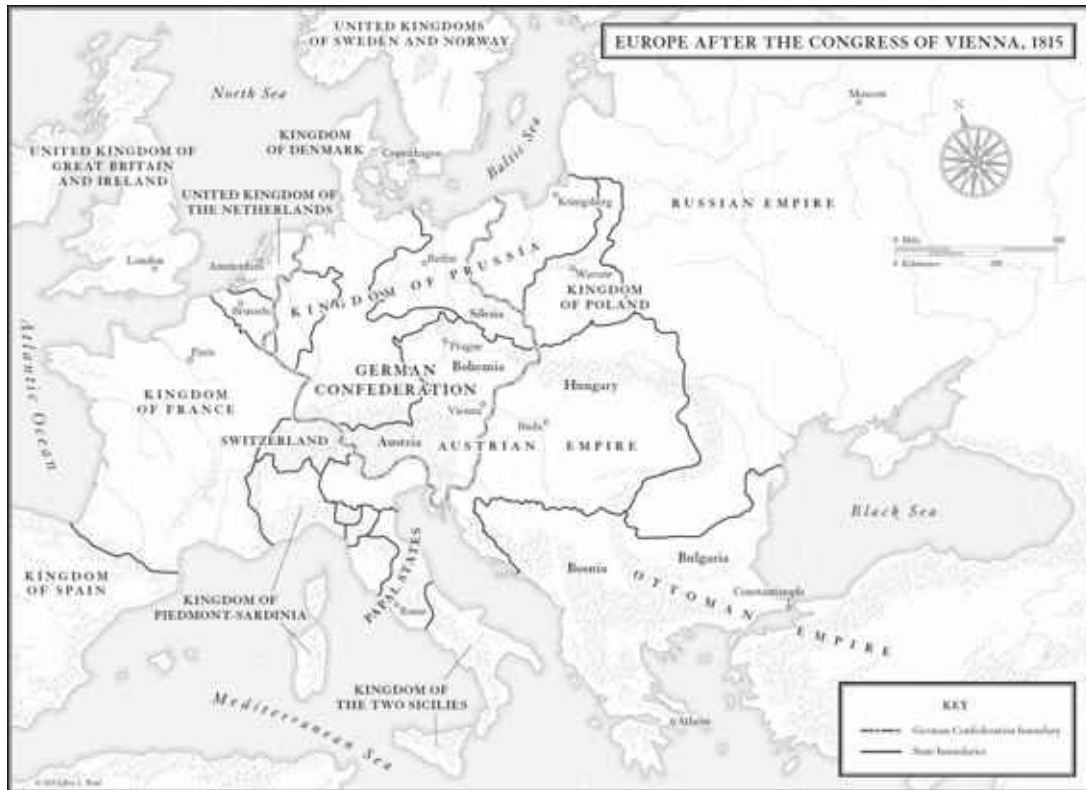 EUROPE AFTER THE CONGRESS OF VIENNA, 1815
UNITED KINGDOMS
OF SWEDEN AND NORWAY
North Sea
Moscow
N
KINGDOM
OF DENMARK
Copenhagen
Baltic Sea
UNITED KINGDOM OF
GREAT BRITAIN
AND IRELAND
UNITED KINGDOM OF
THE NETHERLANDS
Königsberg
RUSSIAN EMPIRE
London
Amsterdam
Berlin
KINGDOM OF PRUSSIA
Warsaw
KINGDOM
OF POLAND
Brussels
Silesia
Atlantic Ocean
Paris
Prague
Bohemia
GERMAN
CONFEDERATION
Hungary
KINGDOM
OF FRANCE
Vienna
Buda
SWITZERLAND
Austria
AUSTRIAN EMPIRE
Black Sea
Bulgaria
Bosnia
KINGDOM
OF SPAIN
PAPAL STATES
OTTOMAN EMPIRE
Constantinople
KINGDOM OF
PIEDMONT-SARDINIA
Rome
KINGDOM OF
THE TWO SICILIES
Mediterranean Sea
Athens
KEY
German Confederation boundary
State boundaries